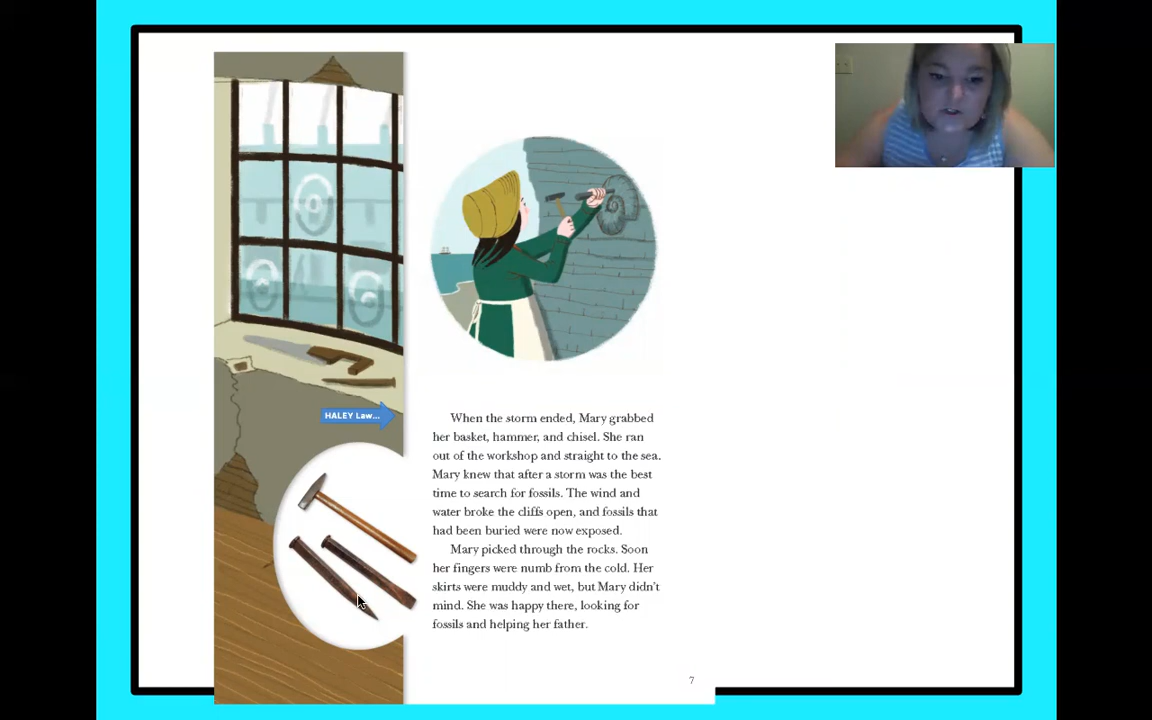 HALEY Law...
When the storm ended, Mary grabbed
her basket, hammer, and chisel. She ran
out of the workshop and straight to the sea.
Mary knew that after a storm was the best
time to search for fossils. The wind and
water broke the cliffs open, and fossils that
had been buried were now exposed.
Mary picked through the rocks. Soon
her fingers were numb from the cold. Her
skirts were muddy and wet, but Mary didn't
mind. She was happy there, looking for
fossils and helping her father.
7